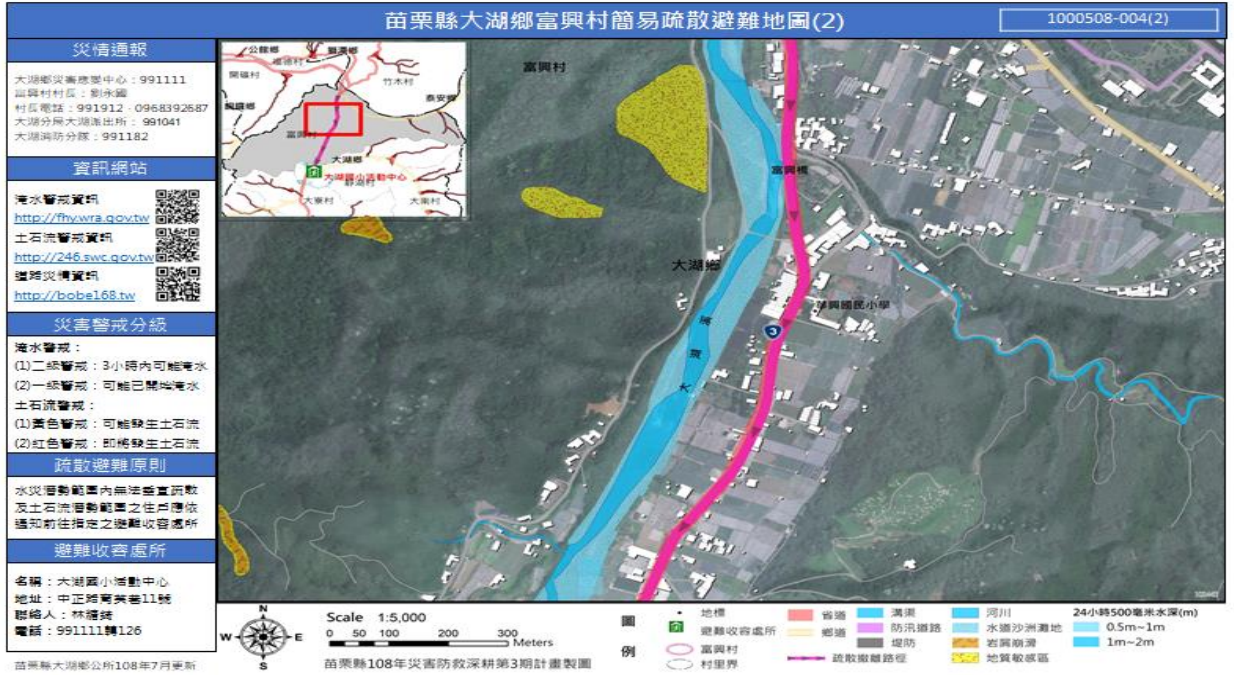 苗栗縣大湖鄉富興村簡易疏散避難地圖(2)
1000508-004(2)
災情通報
大湖鄉災害應變中心：991111
富興村村長：劉永國
村長電話：991912、0968392687
大湖分局大湖派出所：991041
大湖消防分隊：991182
資訊網站
淹水警戒資訊
http://fhy.wra.gov.tw
土石流警戒資訊
http://246.swc.gov.tw
道路災情資訊
http://bobe168.tw
災害警戒分級
淹水警戒：
(1)二級警戒：3小時內可能淹水
(2)一級警戒：可能已開始淹水
土石流警戒：
(1)黃色警戒：可能發生土石流
(2)紅色警戒：即將發生土石流
疏散避難原則
水災潛勢範圍內無法垂直疏散
及土石流潛勢範圍之住戶應依
通知前往指定之避難收容處所
避難收容處所
名稱：大湖國小活動中心
地址：中正路育英巷11號
聯絡人：林
電話：991111轉126
苗栗縣大湖鄉公所108年7月更新
公館鄉
獅潭鄉
福德村
開礦村
竹木村
銅鑼鄉
泰安鄉
富興村
大湖鄉
大湖國小活動中心
靜湖村
大寮村
大南村
富興村
富興橋
大湖鄉
華興國民小學
3
大湖溪
N
W
E
S
Scale 1:5,000
0 50 100 200 300
Meters
苗栗縣108年災害防救深耕第3期計畫製圖
圖例
地標
避難收容處所
富興村
村里界
省道
鄉道
疏散撤離路徑
溝渠
防汛道路
堤防
河川
水道沙洲灘地
岩屑崩滑
地質敏感區
24小時500毫米水深(m)
0.5m~1m
1m~2m